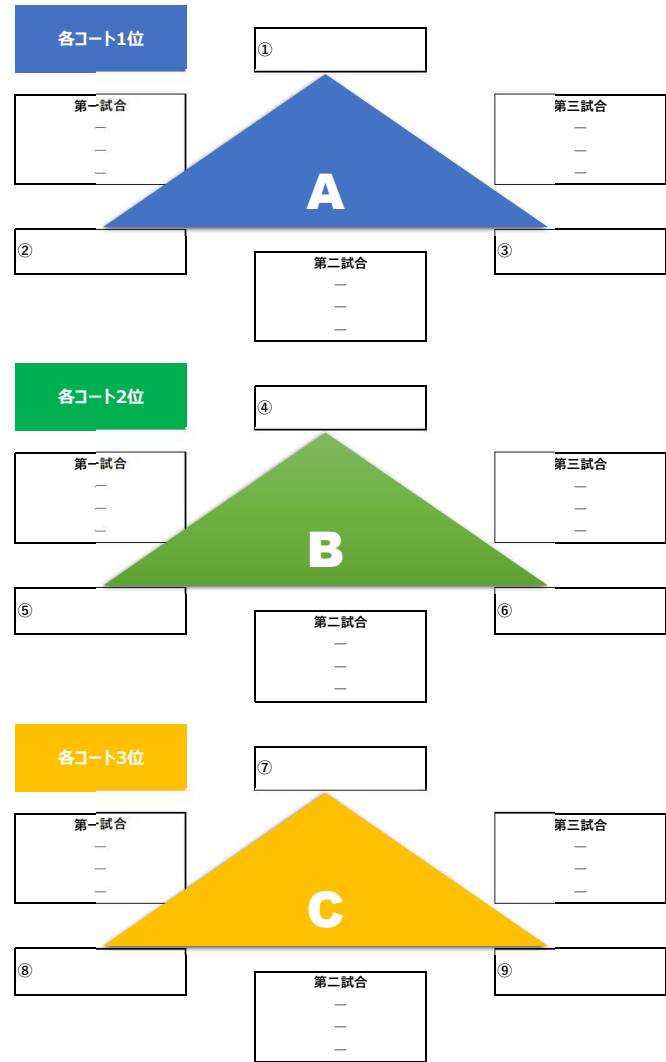 各コート1位
①
第一試合
—
—
—
第三試合
—
—
—
A
②
③
第二試合
—
—
—
各コート2位
④
第一試合
—
—
—
第三試合
—
—
—
B
⑤
⑥
第二試合
—
—
—
各コート3位
⑦
第一試合
—
—
—
第三試合
—
—
—
C
⑧
⑨
第二試合
—
—
—